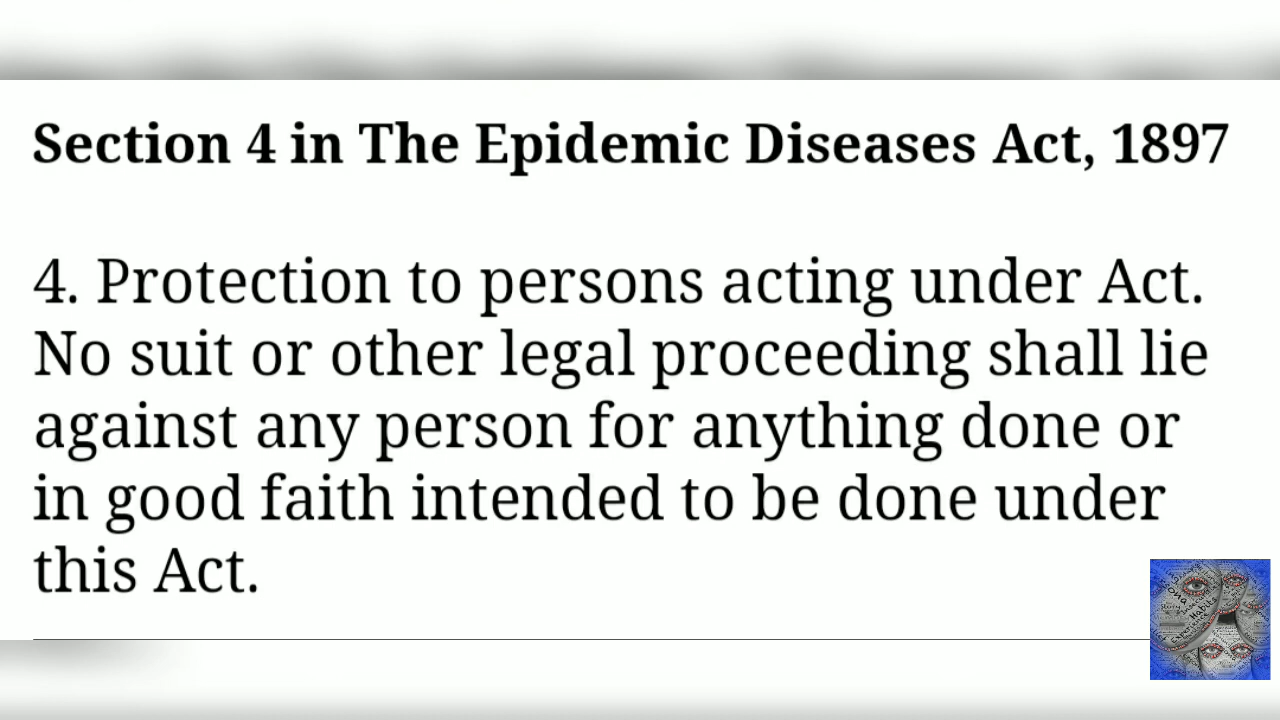 Section 4 in The Epidemic Diseases Act, 1897
4. Protection to persons acting under Act.
No suit or other legal proceeding shall lie
against any person for anything done or
in good faith intended to be done under
this Act.